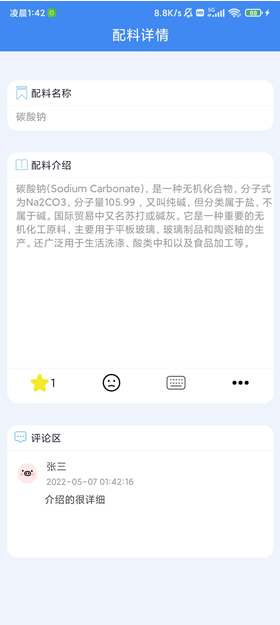 凌晨1:42 8.8K/s 5G 88
配料详情
配料名称
碳酸钠
配料介绍
碳酸钠(Sodium Carbonate)，是一种无机化合物，分子式
为Na2CO3，分子量105.99 ，又叫纯碱，但分类属于盐，不
属于碱。国际贸易中又名苏打或碱灰。它是一种重要的无
机化工原料，主要用于平板玻璃、玻璃制品和陶瓷釉的生
产。还广泛用于生活洗涤、酸类中和以及食品加工等。
1
评论区
张三
2022-05-07 01:42:16
介绍的很详细